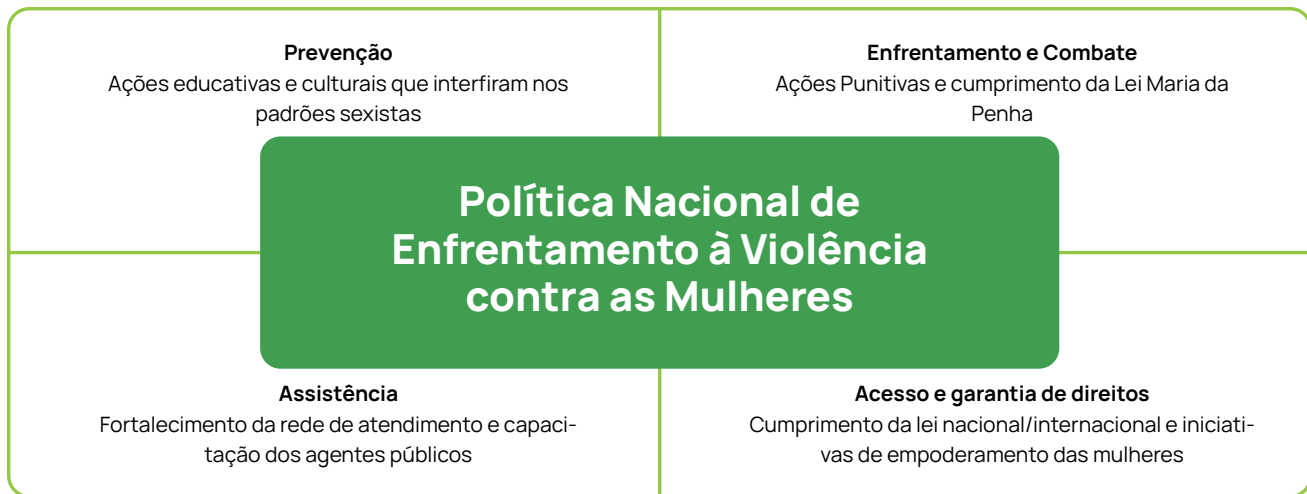 Prevenção
Ações educativas e culturais que interfiram nos
padrões sexistas
Enfrentamento e Combate
Ações Punitivas e cumprimento da Lei Maria da
Penha
Política Nacional de
Enfrentamento à Violência
contra as Mulheres
Assistência
Fortalecimento da rede de atendimento e capaci-
tação dos agentes públicos
Acesso e garantia de direitos
Cumprimento da lei nacional/internacional e iniciati-
vas de empoderamento das mulheres